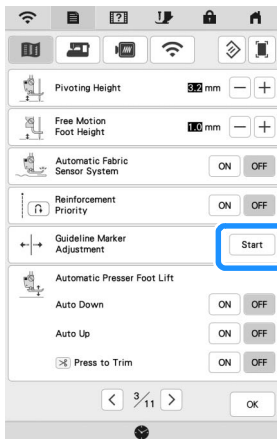 Pivoting Height 3.2 mm − +
Free Motion
Foot Height 1.0 mm − +
Automatic Fabric
Sensor System ON OFF
Reinforcement
Priority ON OFF
Guideline Marker
Adjustment Start
Automatic Presser Foot Lift
Auto Down ON OFF
Auto Up ON OFF
Press to Trim ON OFF
< 3/11 > OK